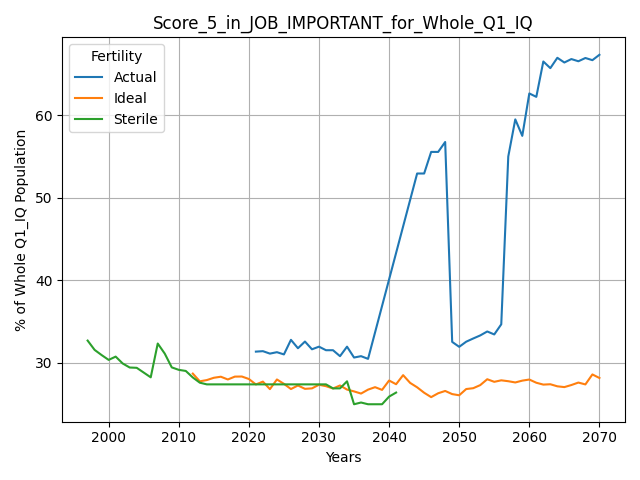 Score_5_in_JOB_IMPORTANT_for_Whole_Q1_IQ
Fertility
Actual
Ideal
Sterile
% of Whole Q1_IQ Population
60
50
40
30
2000 2010 2020 2030 2040 2050 2060 2070
Years